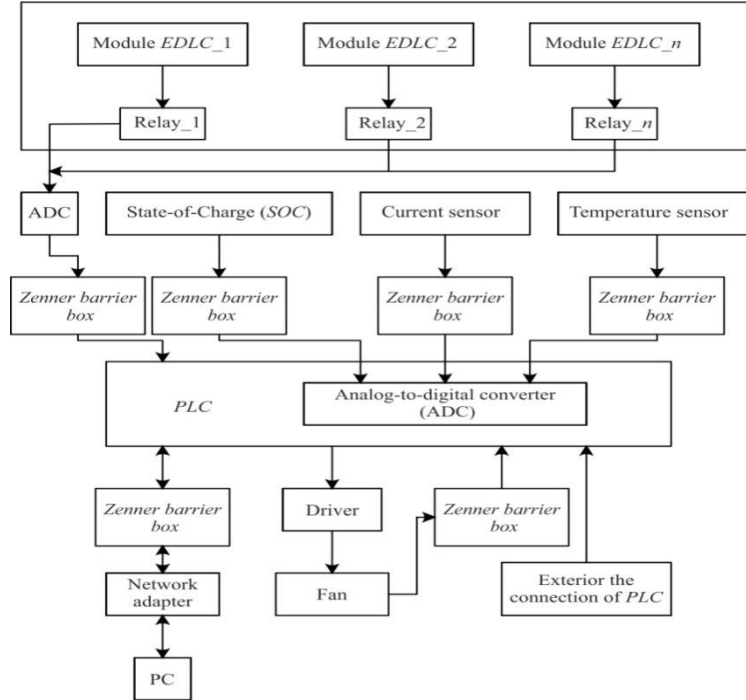 Module EDLC_1
Module EDLC_2
Module EDLC_n
Relay_1
Relay_2
Relay_n
ADC
State-of-Charge (SOC)
Current sensor
Temperature sensor
Zenner barrier
box
Zenner barrier
box
Zenner barrier
box
Zenner barrier
box
PLC
Analog-to-digital converter
(ADC)
Zenner barrier
box
Driver
Zenner barrier
box
Network
adapter
Fan
Exterior the
connection of PLC
PC